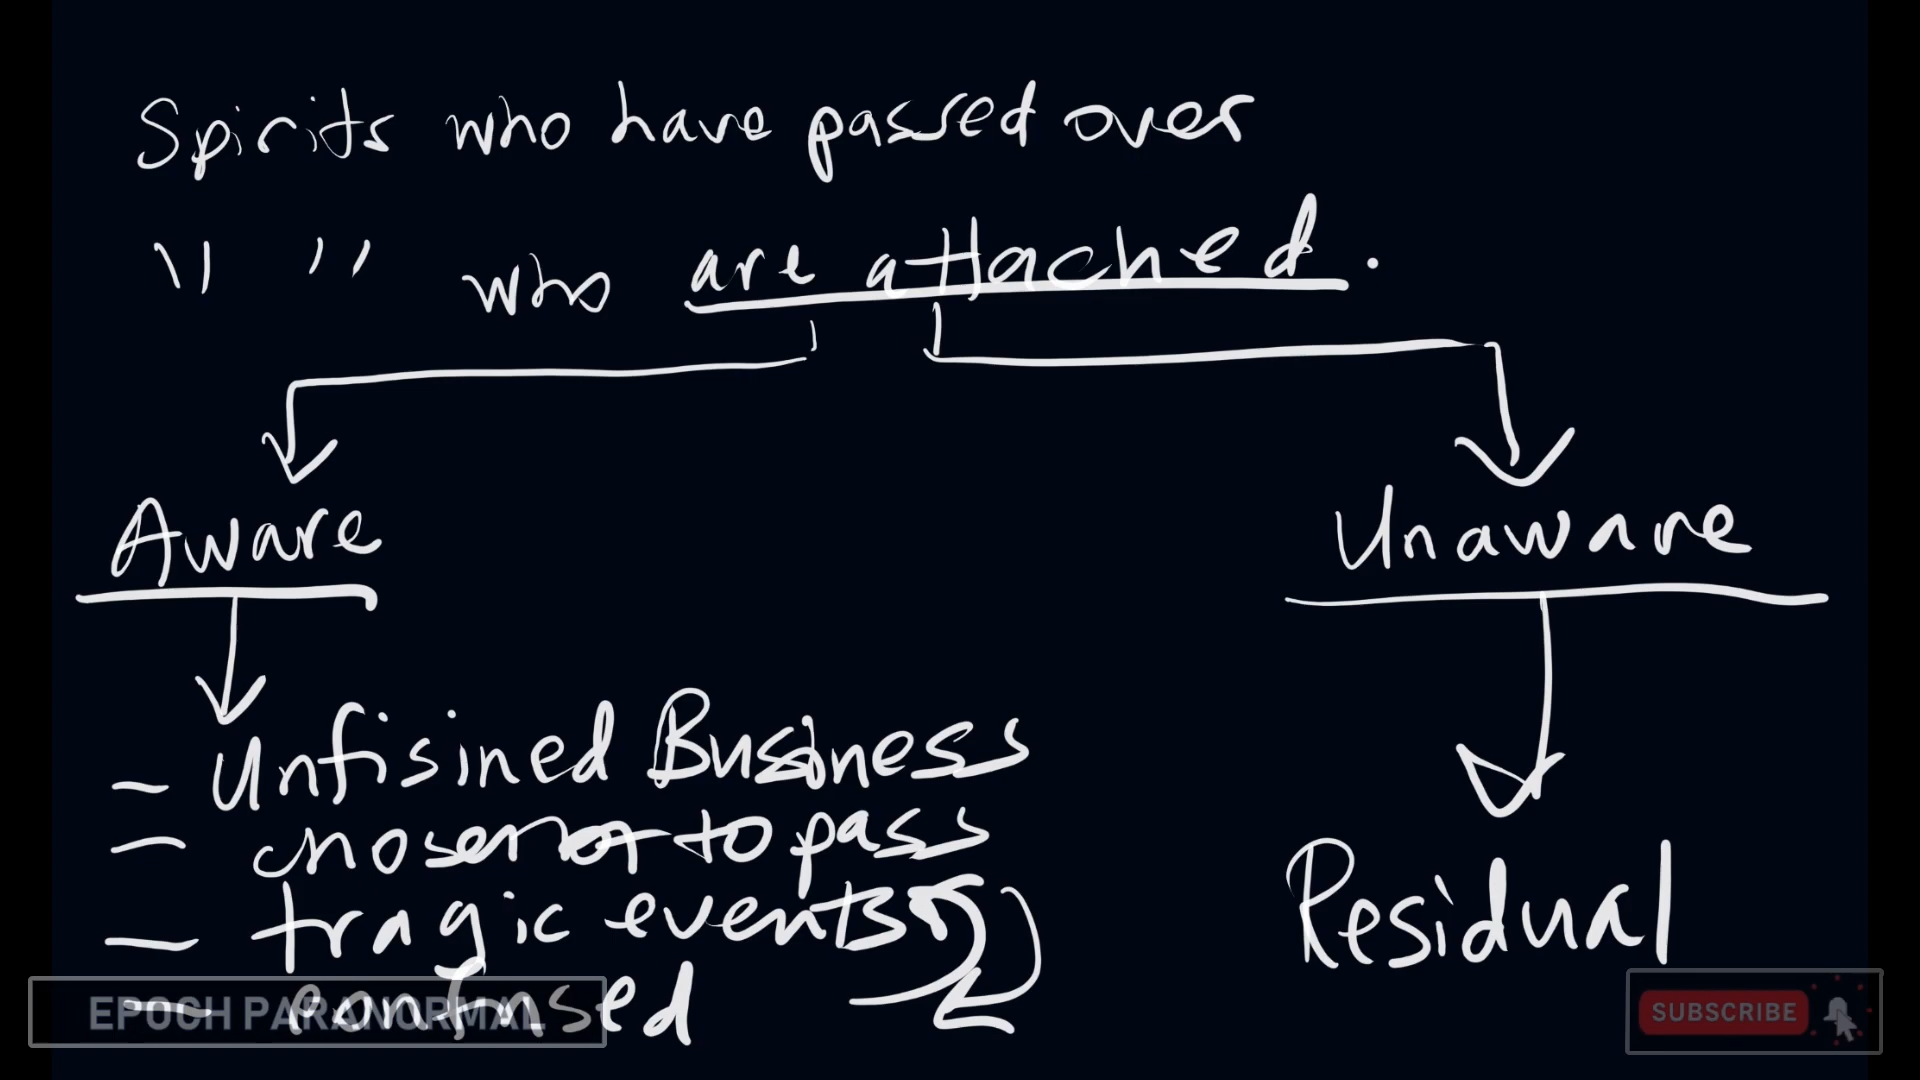 Spirits who have passed over
" " who are attached.
Aware
Unaware
- Unfisined Business
- chose not to pass
- tragic events
- confused
Residual
EPOCH PARANORMAL
SUBSCRIBE